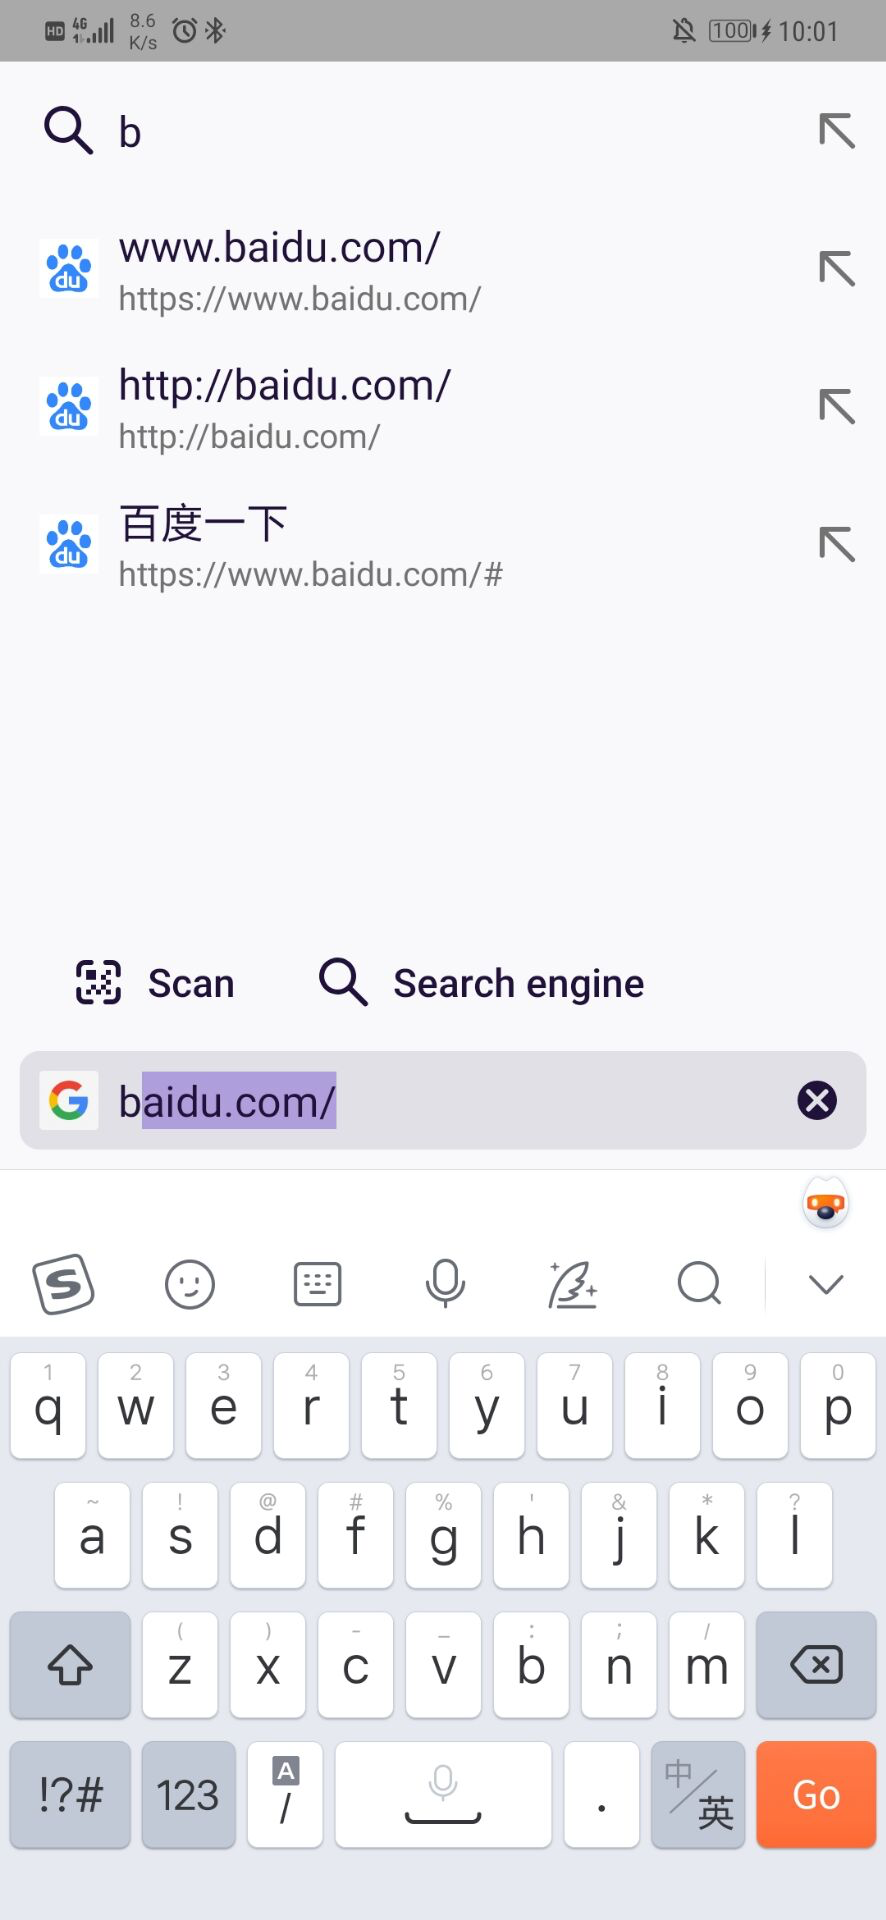 HD 4G 8.6 K/s 100 10:01
b
www.baidu.com/
https://www.baidu.com/
http://baidu.com/
http://baidu.com/
百度一下
https://www.baidu.com/#
Scan Search engine
baidu.com/
1 2 3 4 5 6 7 8 9 0
q w e r t y u i o p
~ ! @ # % ' & * ?
a s d f g h j k l
( ) - _ : ; /
z x c v b n m
!?# 123 A / . 中/英 Go